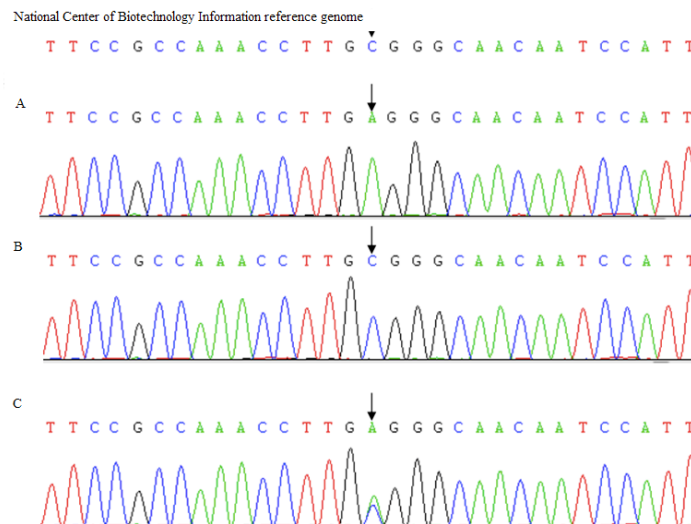 National Center of Biotechnology Information reference genome
T T C C G C C A A A C C T T G C G G G C A A C A A T C C A T T
A
T T C C G C C A A A C C T T G A G G G C A A C A A T C C A T T
B
T T C C G C C A A A C C T T G C G G G C A A C A A T C C A T T
C
T T C C G C C A A A C C T T G A G G G C A A C A A T C C A T T